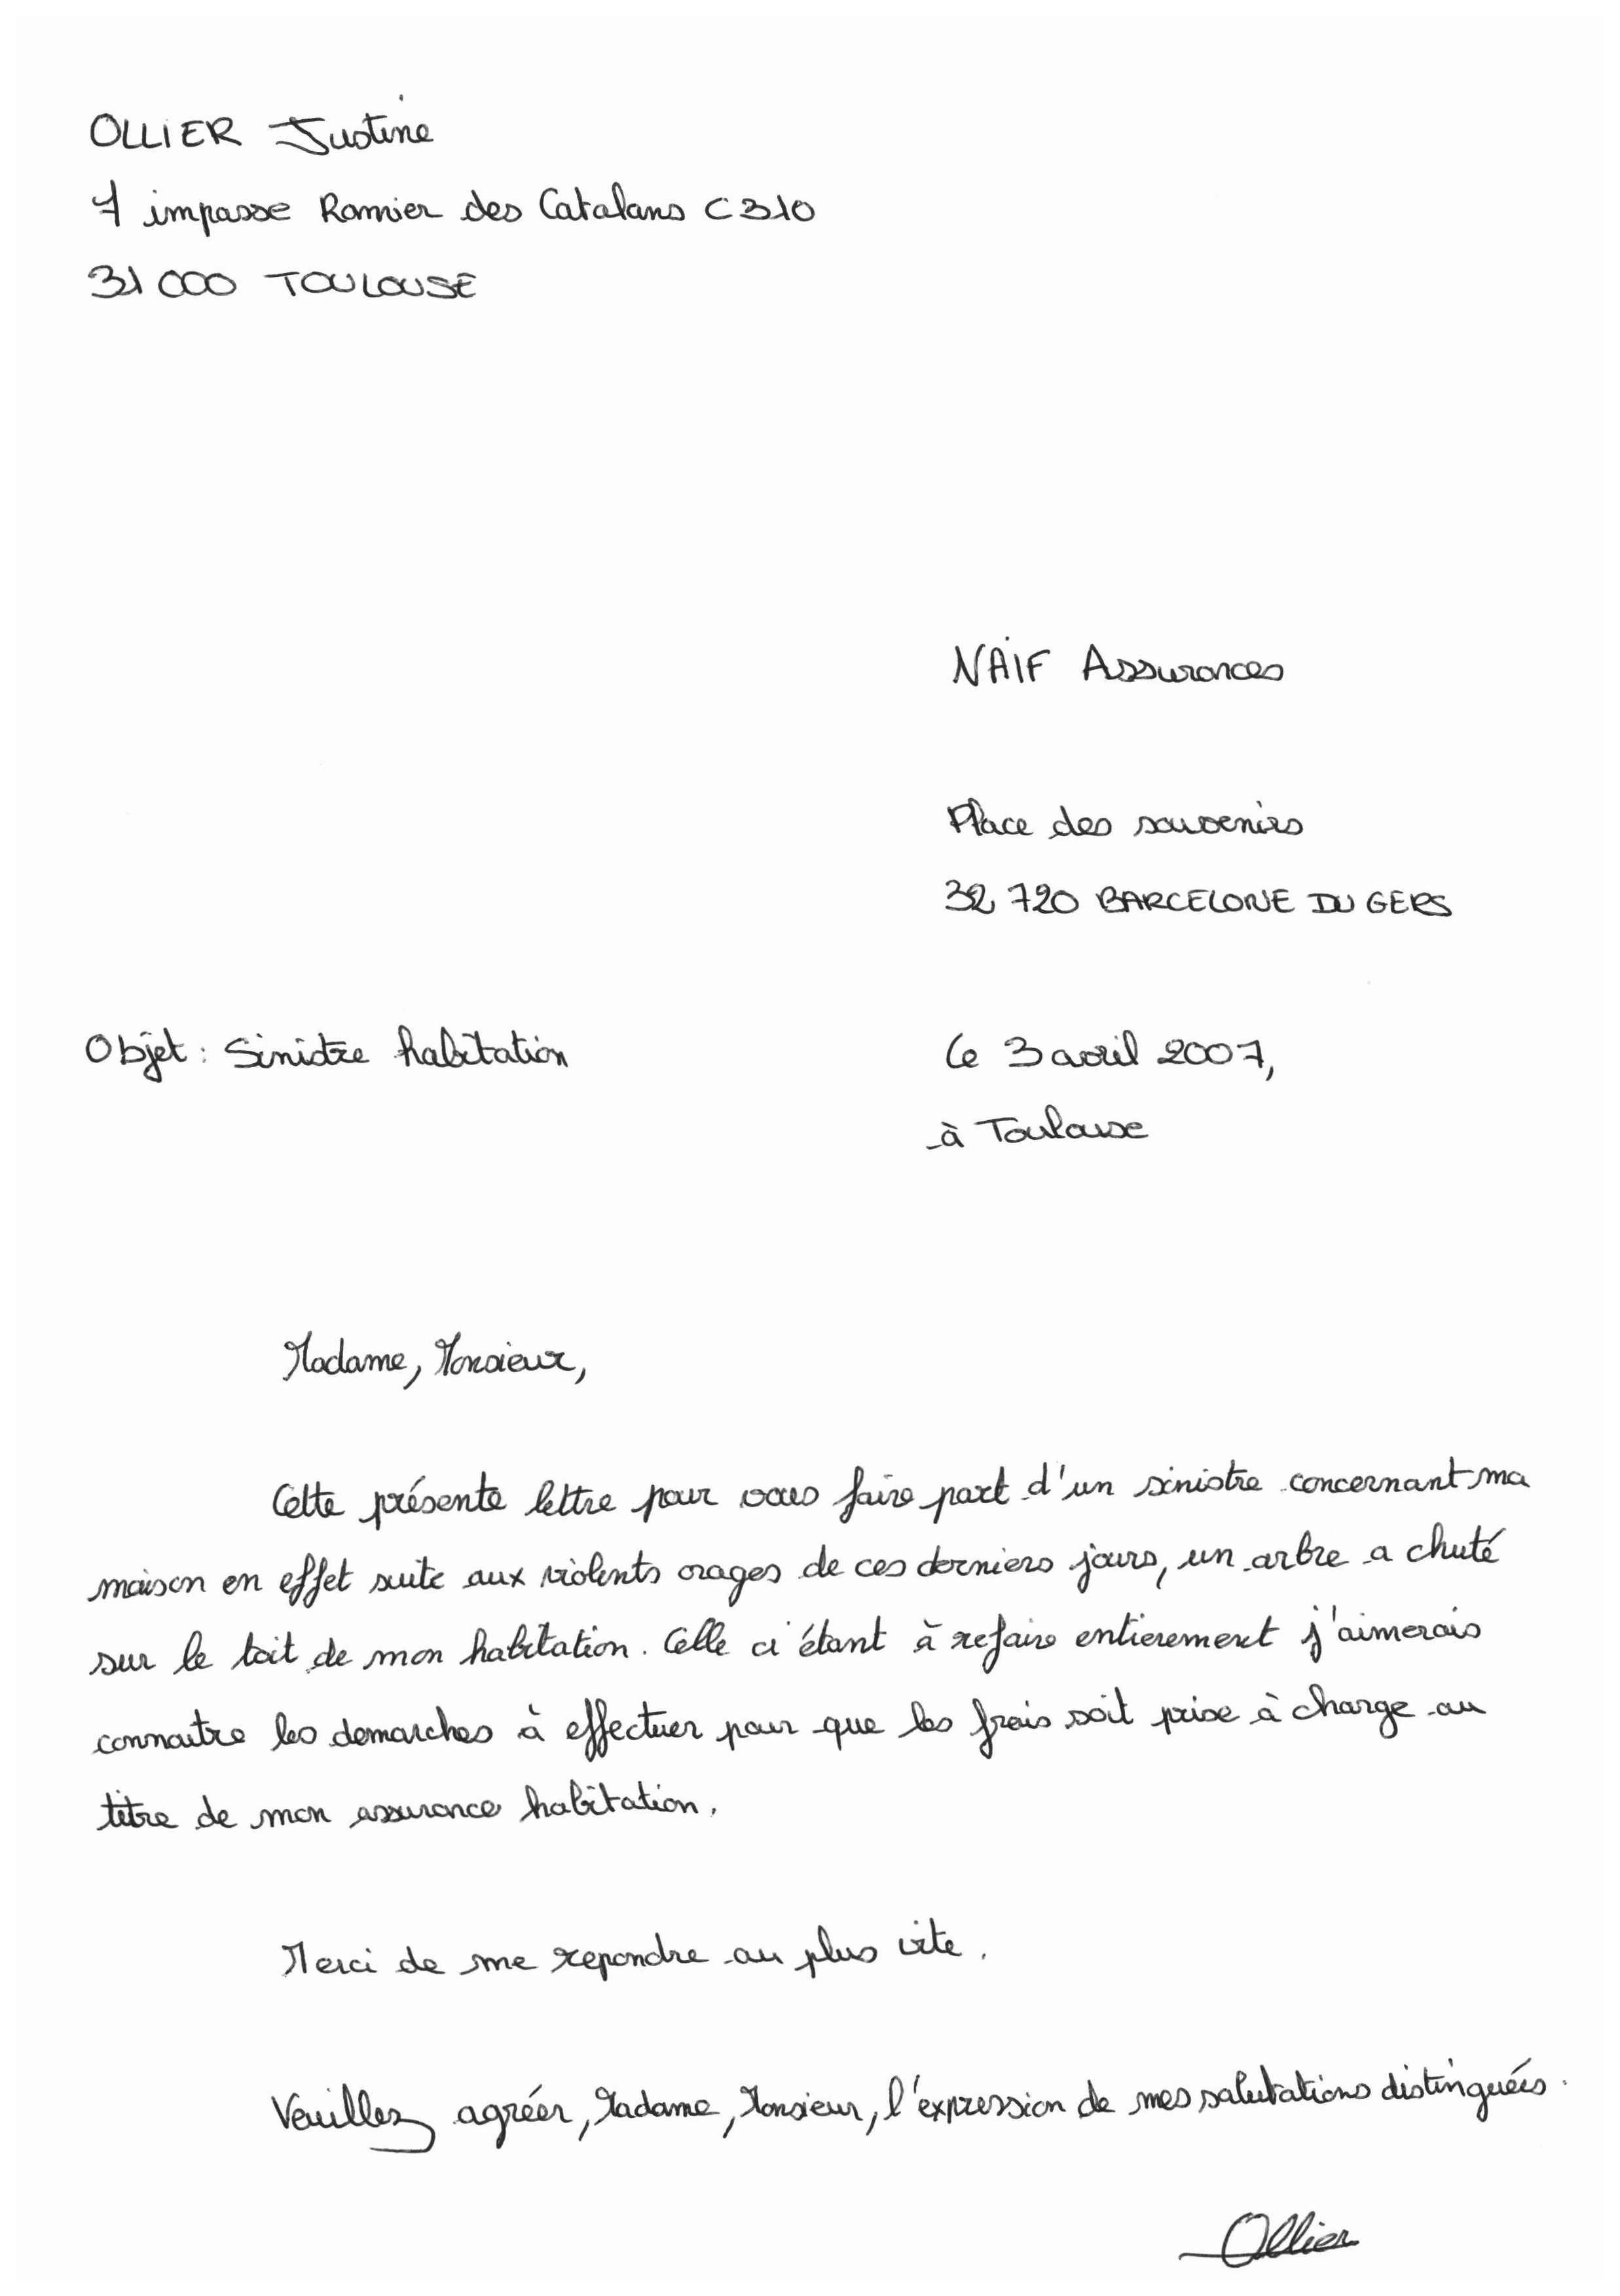 OLLIER Justine
7 impasse Ramier des Catalans C310
31 000 TOULOUSE
NAIF Assurances
Place des souvenirs
32 720 BARCELONE DU GERS
Objet : Sinistre habitation
Le 3 avril 2007,
à Toulouse
Madame, Monsieur,
Cette présente lettre pour vous faire part d'un sinistre concernant ma
maison en effet suite aux violents orages de ces derniers jours, un arbre a chuté
sur le toit de mon habitation. Celle ci étant à refaire entierement j'aimerais
connaitre les demarches à effectuer pour que les frais soit prise à charge au
titre de mon assurance habitation.
Merci de me repondre au plus vite.
Veuillez agréer, Madame, Monsieur, l'expression de mes salutations distinguées.
Ollier